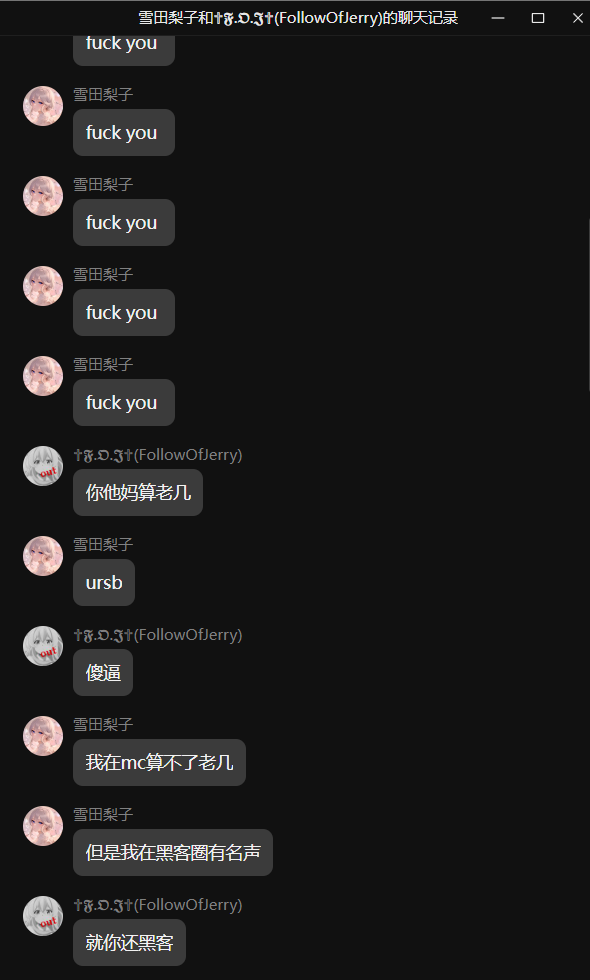 雪田梨子和✝𝕱.𝕺.𝕵✝(FollowOfJerry)的聊天记录
fuck you
雪田梨子
fuck you
雪田梨子
fuck you
雪田梨子
fuck you
雪田梨子
fuck you
✝𝕱.𝕺.𝕵✝(FollowOfJerry)
你他妈算老几
雪田梨子
ursb
✝𝕱.𝕺.𝕵✝(FollowOfJerry)
傻逼
雪田梨子
我在mc算不了老几
雪田梨子
但是我在黑客圈有名声
✝𝕱.𝕺.𝕵✝(FollowOfJerry)
就你还黑客